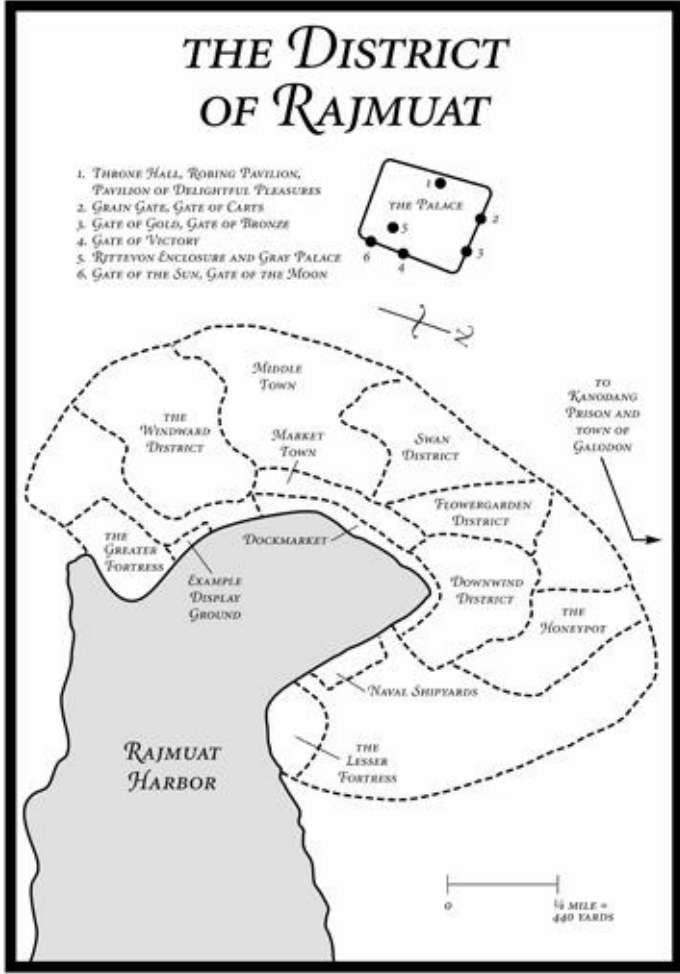 THE DISTRICT
OF RAJMUAT
1. THRONE HALL, ROBING PAVILION,
PAVILION OF DELIGHTFUL PLEASURES
2. GRAIN GATE, GATE OF CARTS
3. GATE OF GOLD, GATE OF BRONZE
4. GATE OF VICTORY
5. RITTEVON ENCLOSURE AND GRAY PALACE
6. GATE OF THE SUN, GATE OF THE MOON
1
THE PALACE
2
5
6
4
3
N
MIDDLE
TOWN
TO
KANODANG
PRISON AND
TOWN OF
GALODON
THE
WINDWARD
DISTRICT
MARKET
TOWN
SWAN
DISTRICT
FLOWERGARDEN
DISTRICT
THE
GREATER
FORTRESS
DOCKMARKET
EXAMPLE
DISPLAY
GROUND
DOWNWIND
DISTRICT
THE
HONEYPOT
NAVAL SHIPYARDS
THE
LESSER
FORTRESS
RAJMUAT
HARBOR
0
¼ MILE =
440 YARDS